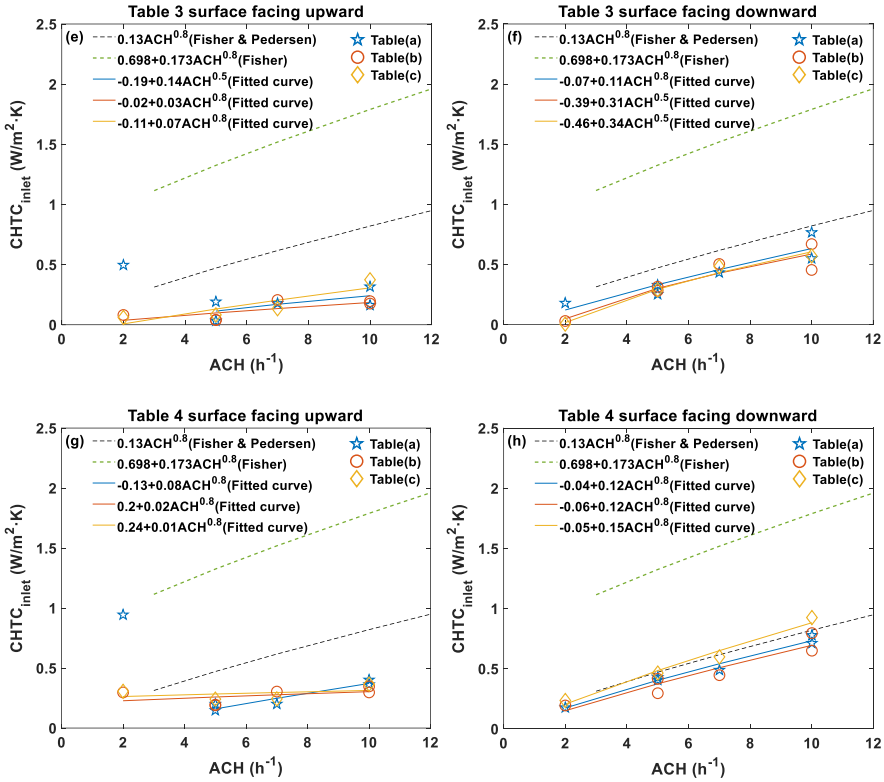 Table 3 surface facing upward
(e)
0.13ACH^0.8(Fisher & Pedersen)
0.698+0.173ACH^0.8(Fisher)
-0.19+0.14ACH^0.5(Fitted curve)
-0.02+0.03ACH^0.8(Fitted curve)
-0.11+0.07ACH^0.8(Fitted curve)
Table(a)
Table(b)
Table(c)
CHTC_inlet (W/m^2·K)
2.5
2
1.5
1
0.5
0
0 2 4 6 8 10 12
ACH (h^-1)
Table 3 surface facing downward
(f)
0.13ACH^0.8(Fisher & Pedersen)
0.698+0.173ACH^0.8(Fisher)
-0.07+0.11ACH^0.8(Fitted curve)
-0.39+0.31ACH^0.5(Fitted curve)
-0.46+0.34ACH^0.5(Fitted curve)
Table(a)
Table(b)
Table(c)
CHTC_inlet (W/m^2·K)
2.5
2
1.5
1
0.5
0
0 2 4 6 8 10 12
ACH (h^-1)
Table 4 surface facing upward
(g)
0.13ACH^0.8(Fisher & Pedersen)
0.698+0.173ACH^0.8(Fisher)
-0.13+0.08ACH^0.8(Fitted curve)
0.2+0.02ACH^0.8(Fitted curve)
0.24+0.01ACH^0.8(Fitted curve)
Table(a)
Table(b)
Table(c)
CHTC_inlet (W/m^2·K)
2.5
2
1.5
1
0.5
0
0 2 4 6 8 10 12
ACH (h^-1)
Table 4 surface facing downward
(h)
0.13ACH^0.8(Fisher & Pedersen)
0.698+0.173ACH^0.8(Fisher)
-0.04+0.12ACH^0.8(Fitted curve)
-0.06+0.12ACH^0.8(Fitted curve)
-0.05+0.15ACH^0.8(Fitted curve)
Table(a)
Table(b)
Table(c)
CHTC_inlet (W/m^2·K)
2.5
2
1.5
1
0.5
0
0 2 4 6 8 10 12
ACH (h^-1)